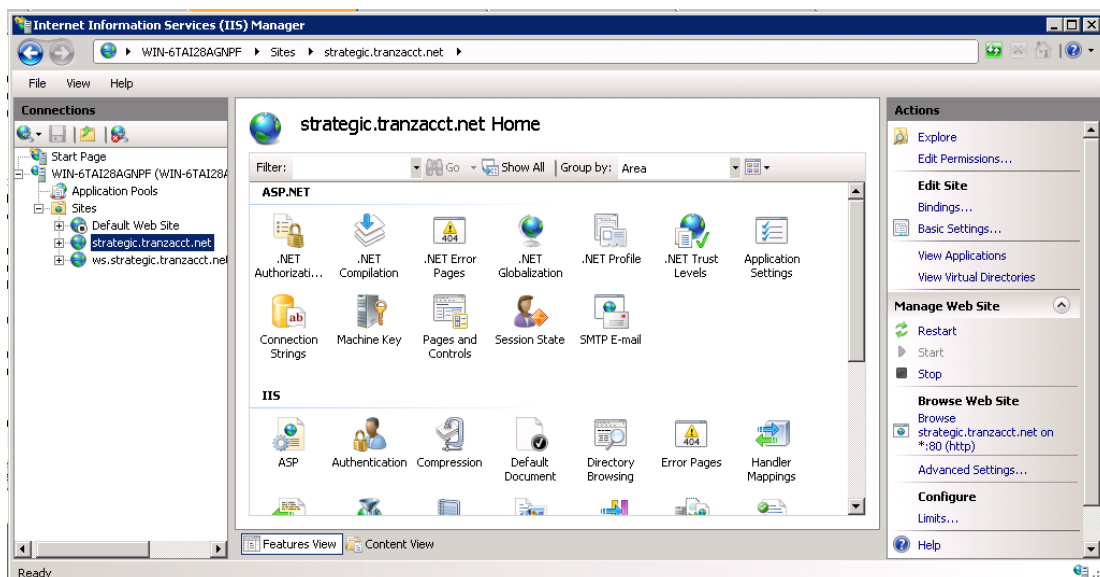 Internet Information Services (IIS) Manager
WIN-6TAI28AGNPF Sites strategic.tranzacct.net
File View Help
Connections
Start Page
WIN-6TAI28AGNPF (WIN-6TAI28A
Application Pools
Sites
Default Web Site
strategic.tranzacct.net
ws.strategic.tranzacct.net
strategic.tranzacct.net Home
Filter: Go Show All Group by: Area
ASP.NET
.NET Authorizati...
.NET Compilation
404
.NET Error Pages
.NET Globalization
.NET Profile
.NET Trust Levels
Application Settings
ab
Connection Strings
Machine Key
Pages and Controls
Session State
SMTP E-mail
IIS
ASP
Authentication
Compression
Default Document
Directory Browsing
404
Error Pages
Handler Mappings
Features View Content View
Actions
Explore
Edit Permissions...
Edit Site
Bindings...
Basic Settings...
View Applications
View Virtual Directories
Manage Web Site
Restart
Start
Stop
Browse Web Site
Browse
strategic.tranzacct.net on
*:80 (http)
Advanced Settings...
Configure
Limits...
Help
Ready